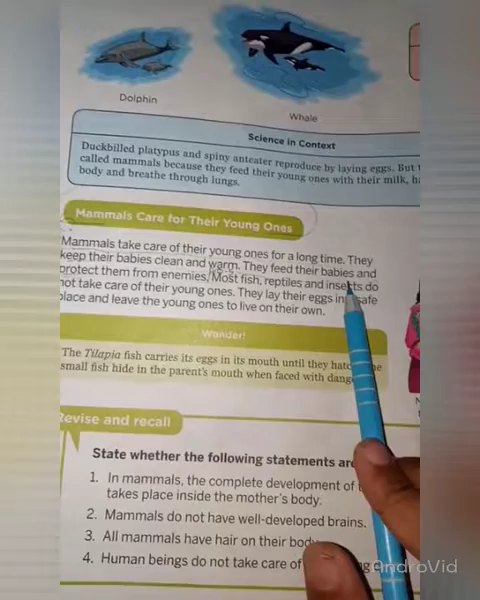 Dolphin
Whale
Science in Context
Duckbilled platypus and spiny anteater reproduce by laying eggs. But
called mammals because they feed their young ones with their milk,
body and breathe through lungs.
Mammals Care for Their Young Ones
Mammals take care of their young ones for a long time. They
keep their babies clean and warm. They feed their babies and
protect them from enemies. Most fish, reptiles and insects do
not take care of their young ones. They lay their eggs in safe
place and leave the young ones to live on their own.
Wonder!
The Tilapia fish carries its eggs in its mouth until they
small fish hide in the parent's mouth when faced with
Revise and recall
State whether the following statements
1. In mammals, the complete development of
takes place inside the mother's body.
2. Mammals do not have well-developed brains.
3. All mammals have hair on their
4. Human beings do not take care of
AndroVid